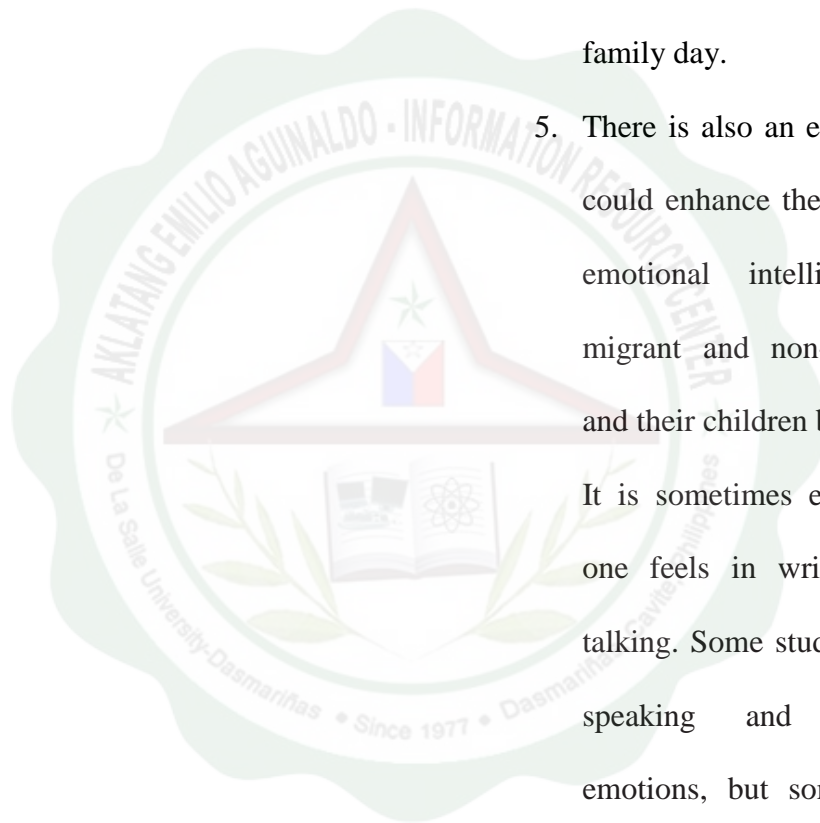 family day.
5. There is also an e
could enhance the
emotional intelli
migrant and non
and their children b
It is sometimes e
one feels in wri
talking. Some stud
speaking and
emotions, but sor
AKLATANG EMILIO AGUINALDO - INFORMATION RESOURCE CENTER
De La Salle University-Dasmariñas • Since 1977 • Dasmariñas, Cavite, Philippines